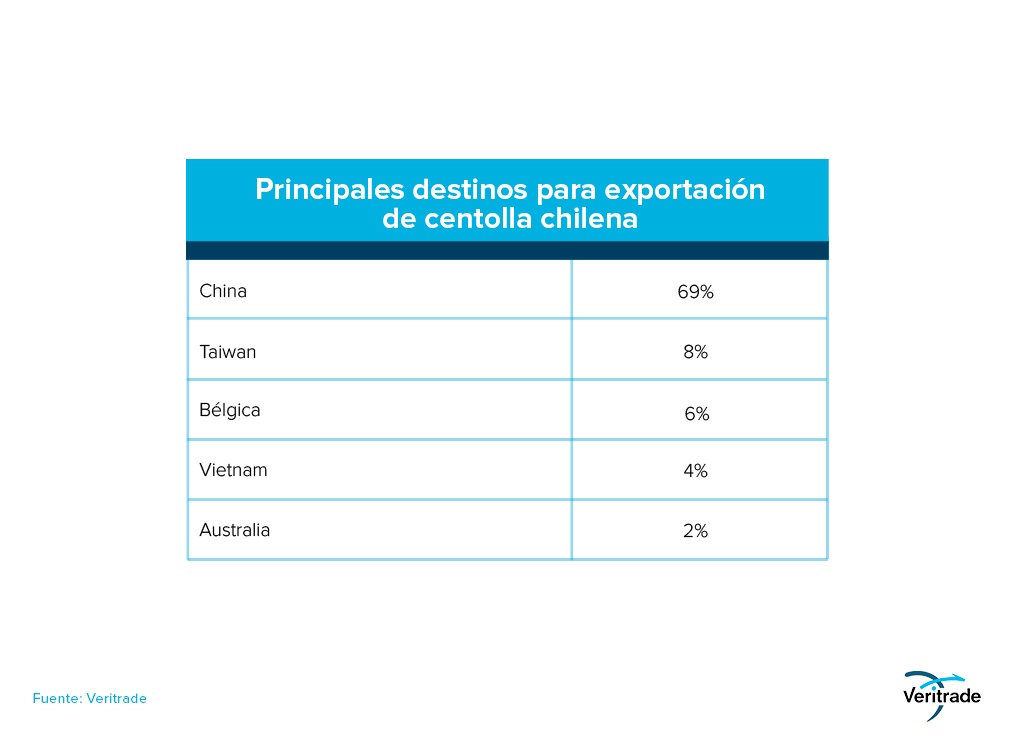 Principales destinos para exportación
de centolla chilena
China 69%
Taiwan 8%
Bélgica 6%
Vietnam 4%
Australia 2%
Fuente: Veritrade
Veritrade